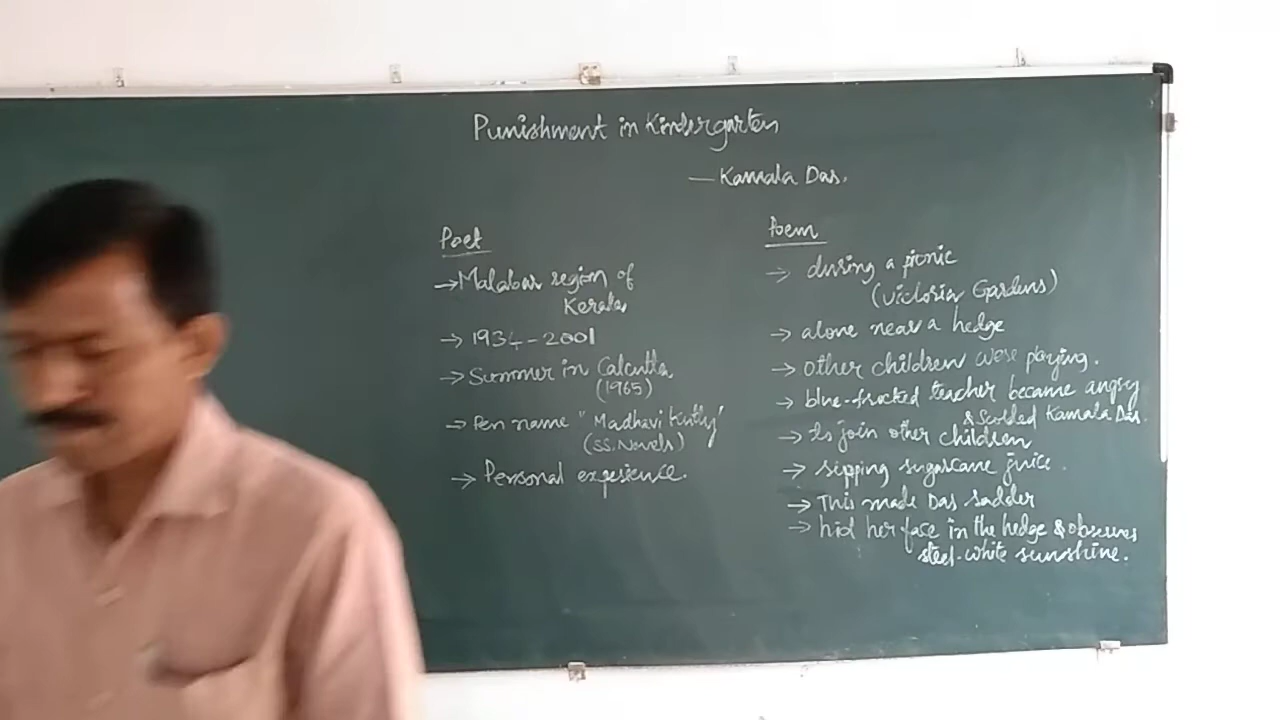 Punishment in Kindergarten
— Kamala Das.
Poet
→ Malabar region of
Kerala
→ 1934-2001
→ Summer in Calcutta
(1965)
→ Pen name "Madhavi Kutty"
(SS. Novels)
→ Personal experience.
Poem
→ during a picnic
(Victoria Gardens)
→ alone near a hedge
→ other children were playing.
→ blue-frocked teacher became angry
& Scolded Kamala Das.
→ to join other children
→ sipping sugarcane juice.
→ This made Das sadder
→ hid her face in the hedge & observes
steel-white sunshine.